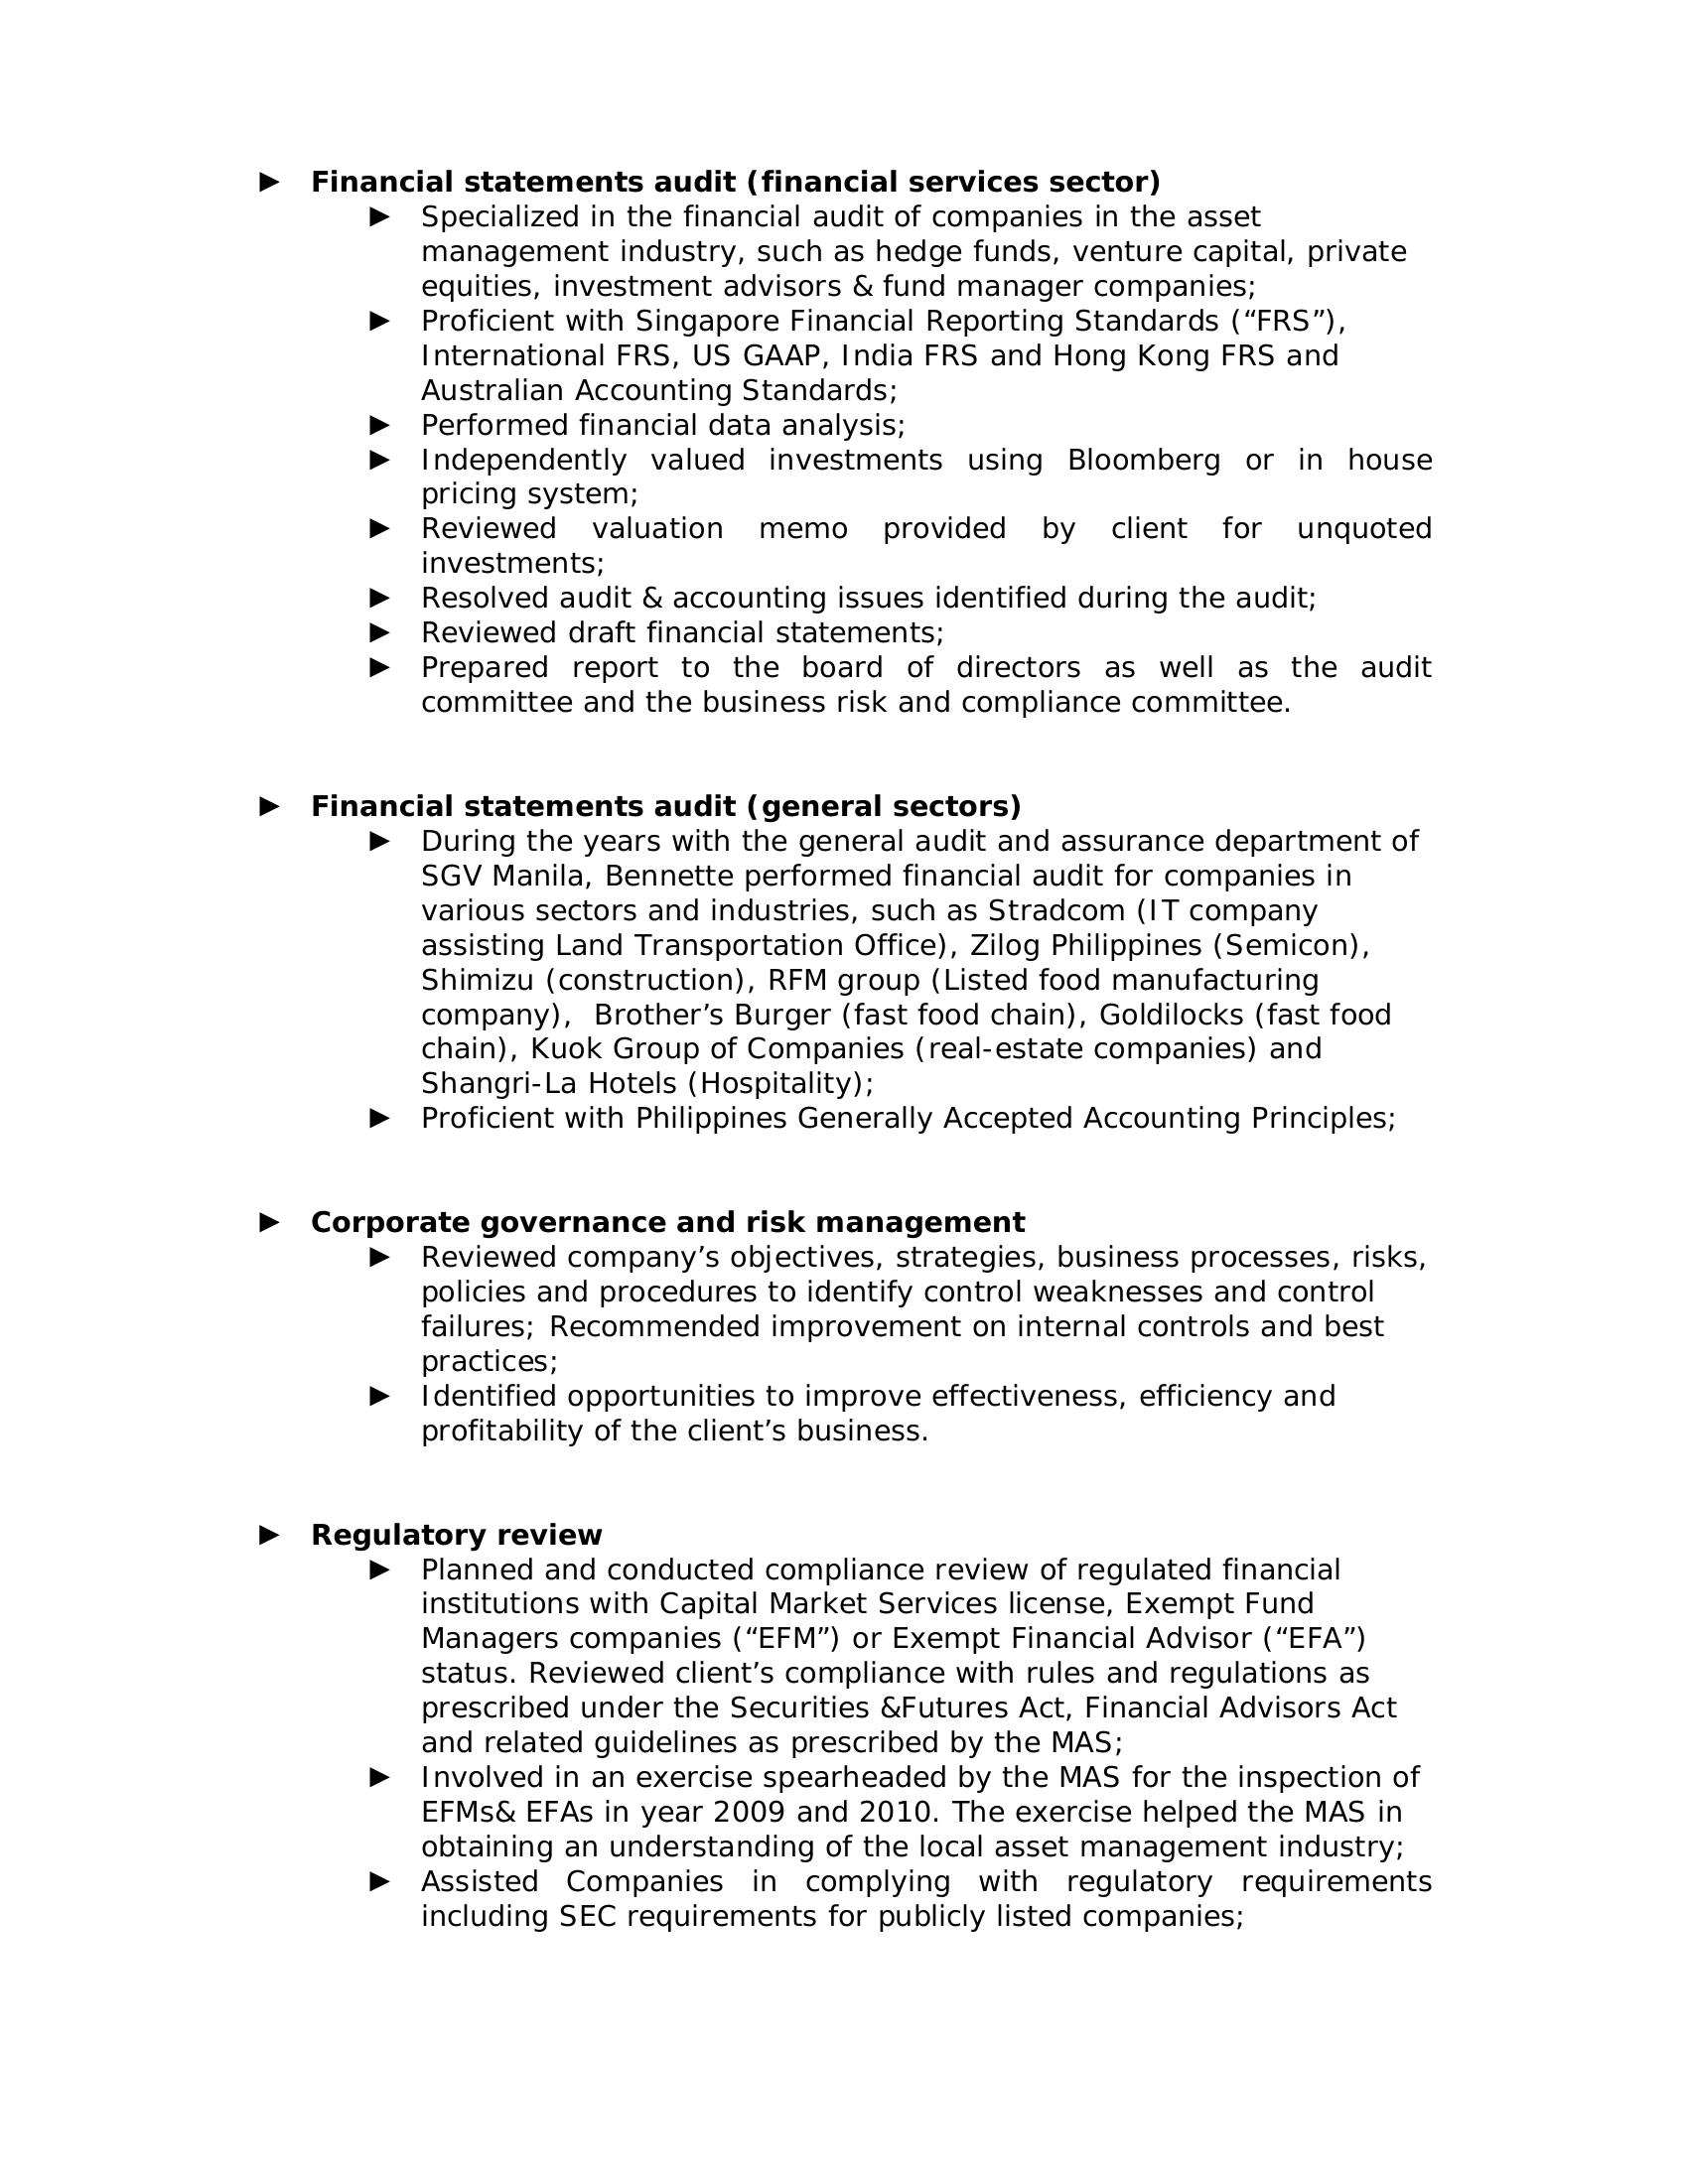 ► Financial statements audit (financial services sector)
► Specialized in the financial audit of companies in the asset
management industry, such as hedge funds, venture capital, private
equities, investment advisors & fund manager companies;
► Proficient with Singapore Financial Reporting Standards (“FRS”),
International FRS, US GAAP, India FRS and Hong Kong FRS and
Australian Accounting Standards;
► Performed financial data analysis;
► Independently valued investments using Bloomberg or in house
pricing system;
► Reviewed valuation memo provided by client for unquoted
investments;
► Resolved audit & accounting issues identified during the audit;
► Reviewed draft financial statements;
► Prepared report to the board of directors as well as the audit
committee and the business risk and compliance committee.
► Financial statements audit (general sectors)
► During the years with the general audit and assurance department of
SGV Manila, Bennette performed financial audit for companies in
various sectors and industries, such as Stradcom (IT company
assisting Land Transportation Office), Zilog Philippines (Semicon),
Shimizu (construction), RFM group (Listed food manufacturing
company),  Brother’s Burger (fast food chain), Goldilocks (fast food
chain), Kuok Group of Companies (real-estate companies) and
Shangri-La Hotels (Hospitality);
► Proficient with Philippines Generally Accepted Accounting Principles;
► Corporate governance and risk management
► Reviewed company’s objectives, strategies, business processes, risks,
policies and procedures to identify control weaknesses and control
failures; Recommended improvement on internal controls and best
practices;
► Identified opportunities to improve effectiveness, efficiency and
profitability of the client’s business.
► Regulatory review
► Planned and conducted compliance review of regulated financial
institutions with Capital Market Services license, Exempt Fund
Managers companies (“EFM”) or Exempt Financial Advisor (“EFA”)
status. Reviewed client’s compliance with rules and regulations as
prescribed under the Securities &Futures Act, Financial Advisors Act
and related guidelines as prescribed by the MAS;
► Involved in an exercise spearheaded by the MAS for the inspection of
EFMs& EFAs in year 2009 and 2010. The exercise helped the MAS in
obtaining an understanding of the local asset management industry;
► Assisted Companies in complying with regulatory requirements
including SEC requirements for publicly listed companies;